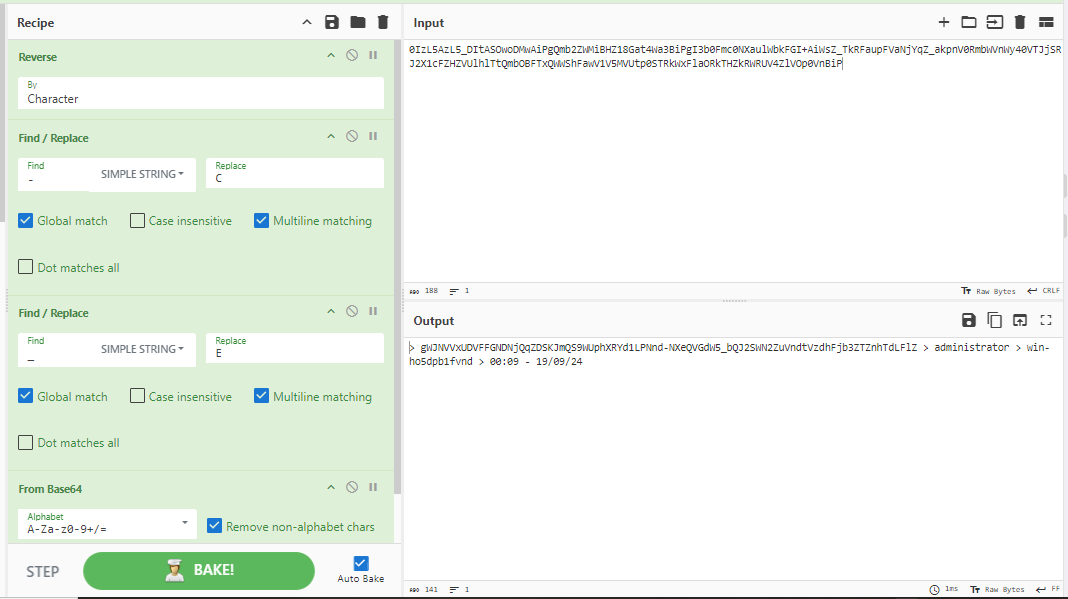 Recipe
Reverse
By
Character
Find / Replace
Find
-
SIMPLE STRING
Replace
C
Global match
Case insensitive
Multiline matching
Dot matches all
Find / Replace
Find
_
SIMPLE STRING
Replace
E
Global match
Case insensitive
Multiline matching
Dot matches all
From Base64
Alphabet
A-Za-z0-9+/=
Remove non-alphabet chars
STEP
BAKE!
Auto Bake
Input
0IzL5AzL5_DItASOwoDMwAiPgQmb2ZWMiBHZ18Gat4Wa3BiPgI3b0Fmc0NXaulWbkFGI+AiWsZ_TkRFaupFVaNjYqZ_akpnV0RmbWVnWy40VTJjSR
J2X1cFZHZVUlhlTtQmbOBFTxQWWShFawV1V5MVUtp0STRkWxFlaORkTHZkRWRUV4ZlVOp0VnBiP
188
1
Raw Bytes
CRLF
Output
> gWJNVVxUDVFFGNDNjQqZDSKJmQS9WUphXRYd1LPNnd-NXeQVGdW5_bQJ2SWN2ZuVndtVzdhFjb3ZTZnhTdLFlZ > administrator > win-
ho5dpb1fvnd > 00:09 - 19/09/24
141
1
1ms
Raw Bytes
FF